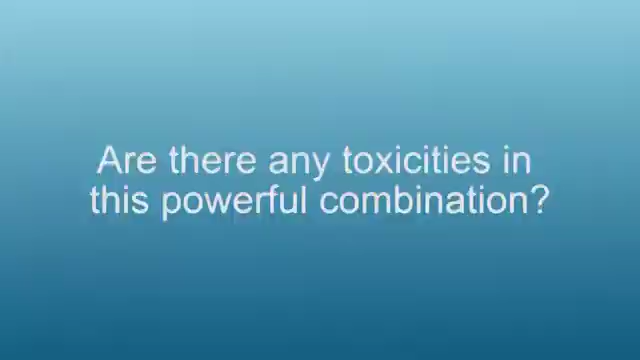 Are there any toxicities in
this powerful combination?